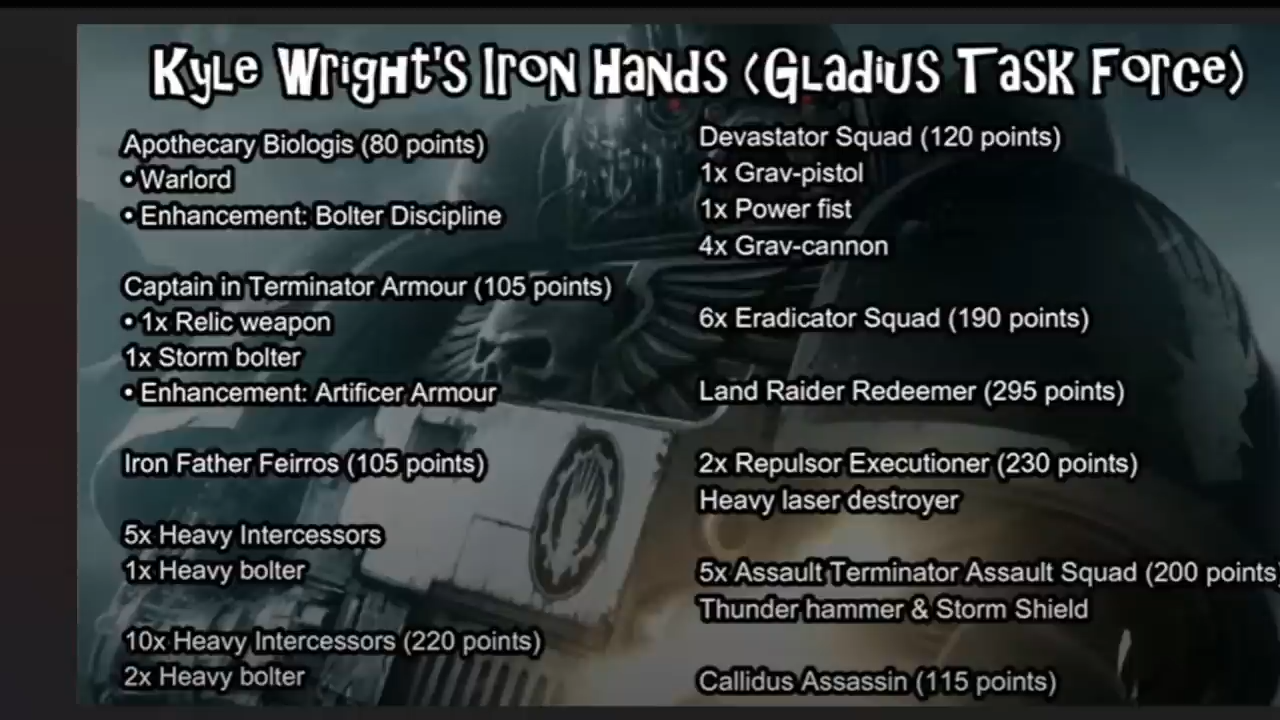 Kyle Wright's Iron Hands (Gladius Task Force)
Apothecary Biologis (80 points)
• Warlord
• Enhancement: Bolter Discipline
Captain in Terminator Armour (105 points)
• 1x Relic weapon
1x Storm bolter
• Enhancement: Artificer Armour
Iron Father Feirros (105 points)
5x Heavy Intercessors
1x Heavy bolter
10x Heavy Intercessors (220 points)
2x Heavy bolter
Devastator Squad (120 points)
1x Grav-pistol
1x Power fist
4x Grav-cannon
6x Eradicator Squad (190 points)
Land Raider Redeemer (295 points)
2x Repulsor Executioner (230 points)
Heavy laser destroyer
5x Assault Terminator Assault Squad (200 points
Thunder hammer & Storm Shield
Callidus Assassin (115 points)